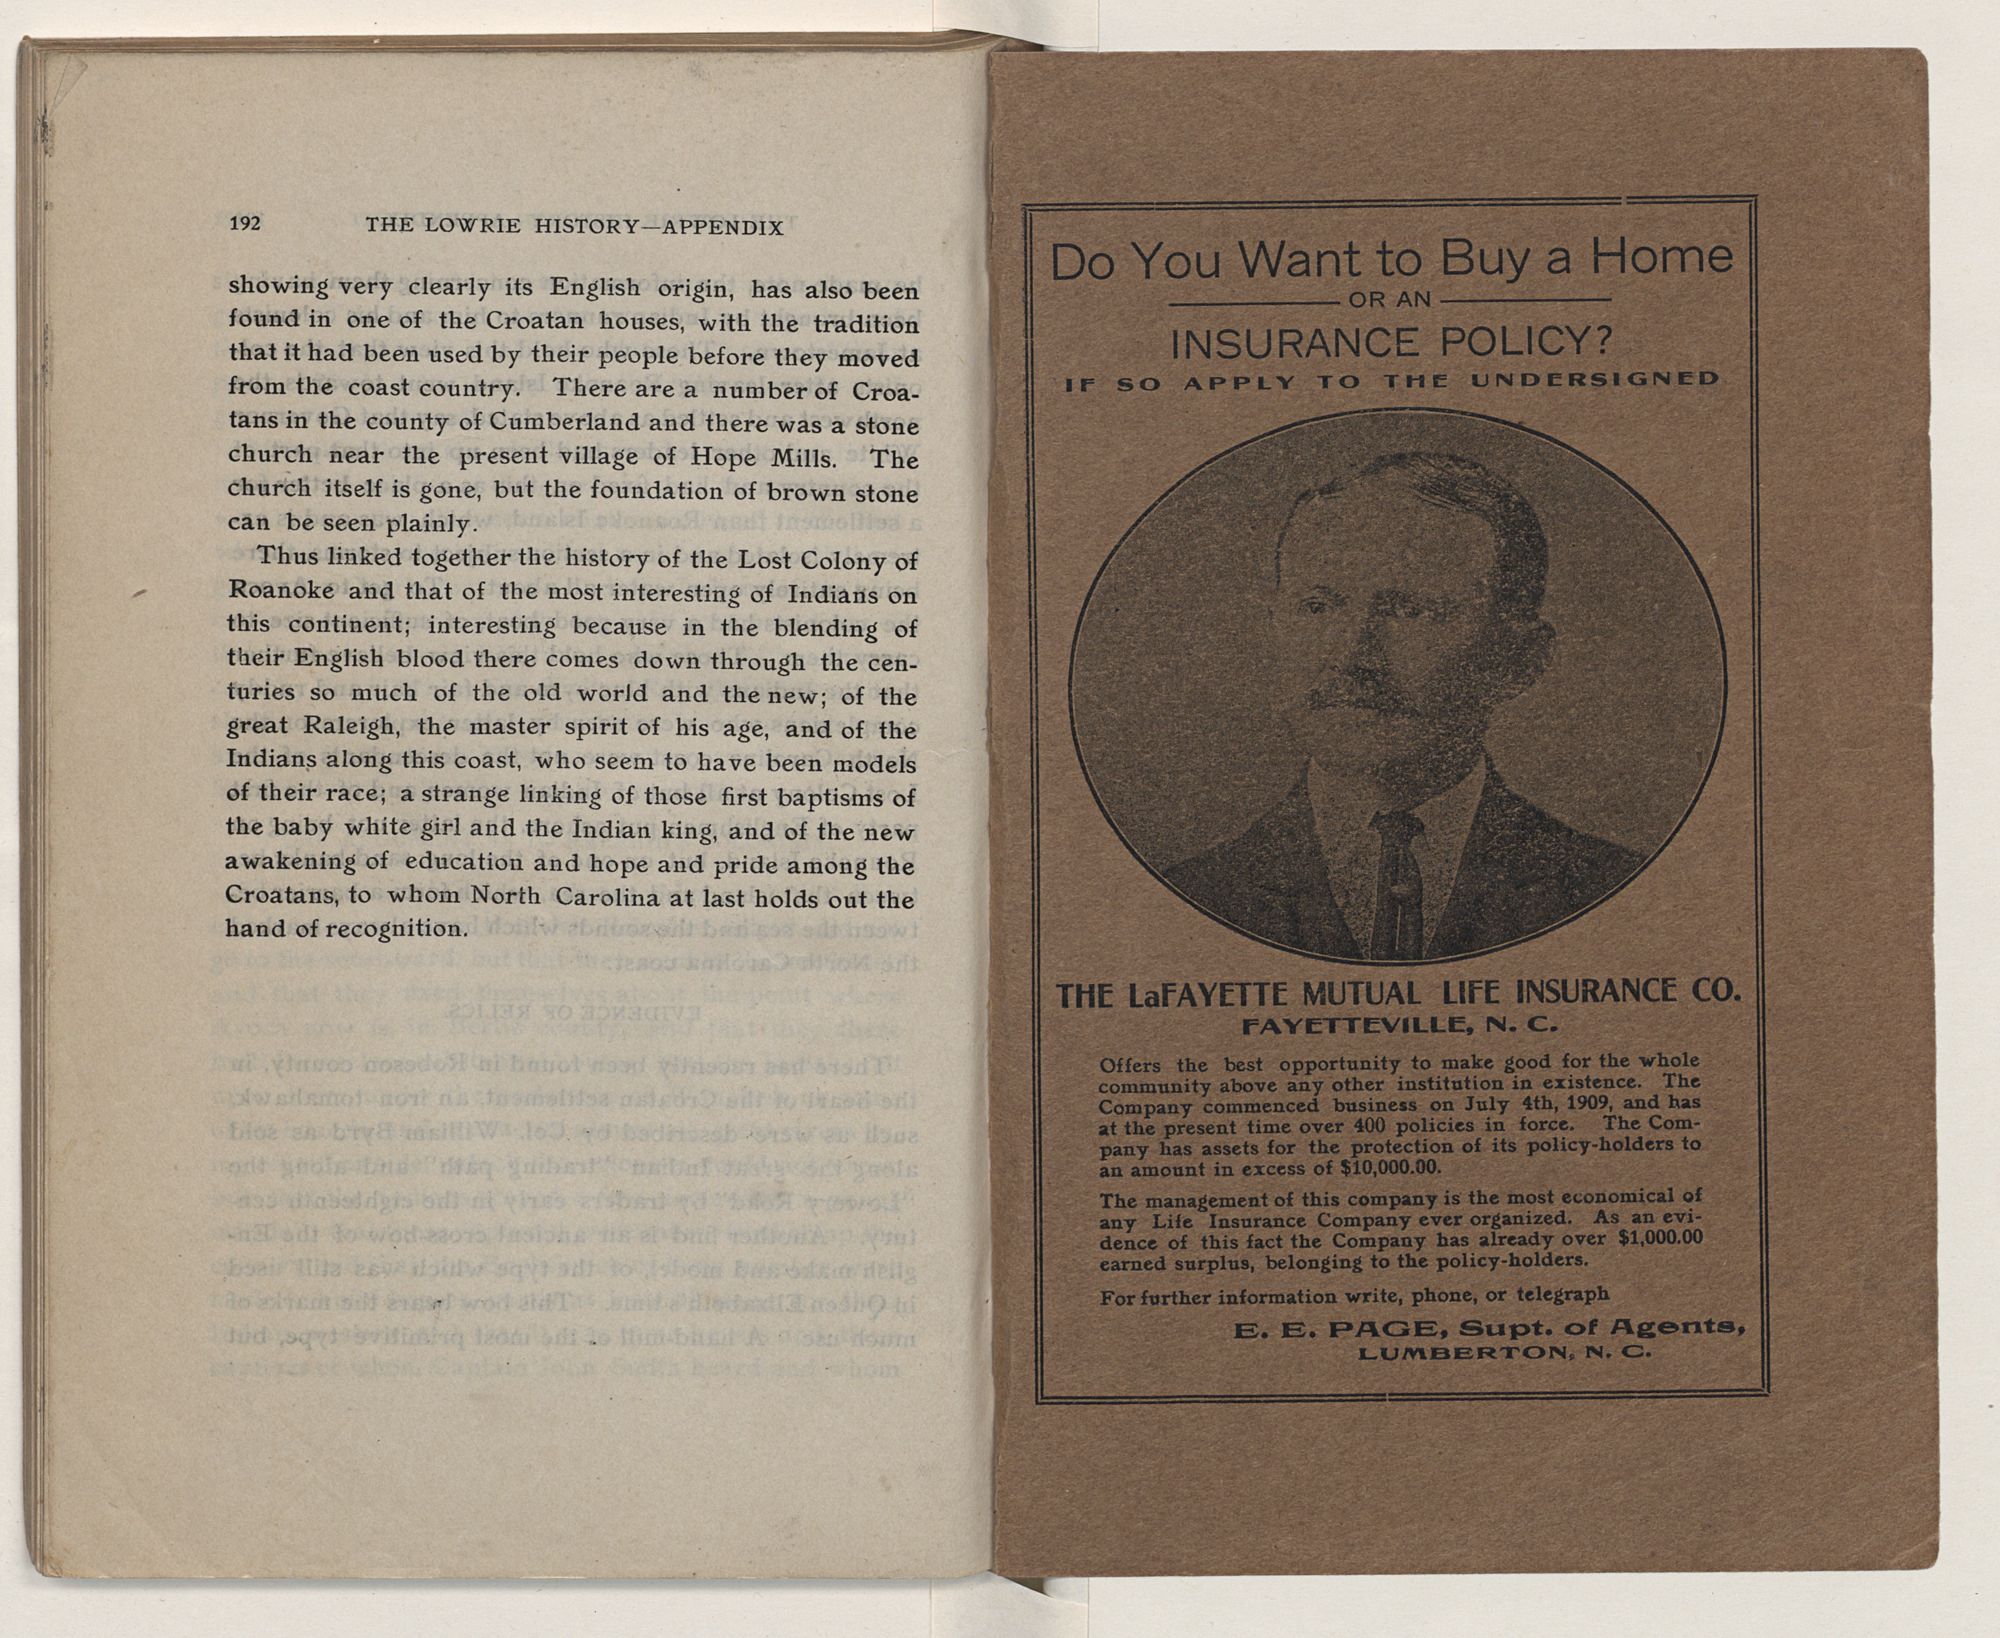 192 THE LOWRIE HISTORY—APPENDIX
showing very clearly its English origin, has also been
found in one of the Croatan houses, with the tradition
that it had been used by their people before they moved
from the coast country. There are a number of Croa-
tans in the county of Cumberland and there was a stone
church near the present village of Hope Mills. The
church itself is gone, but the foundation of brown stone
can be seen plainly.
Thus linked together the history of the Lost Colony of
Roanoke and that of the most interesting of Indians on
this continent; interesting because in the blending of
their English blood there comes down through the cen-
turies so much of the old world and the new; of the
great Raleigh, the master spirit of his age, and of the
Indians along this coast, who seem to have been models
of their race; a strange linking of those first baptisms of
the baby white girl and the Indian king, and of the new
awakening of education and hope and pride among the
Croatans, to whom North Carolina at last holds out the
hand of recognition.
Do You Want to Buy a Home
OR AN
INSURANCE POLICY?
IF SO APPLY TO THE UNDERSIGNED
THE LaFAYETTE MUTUAL LIFE INSURANCE CO.
FAYETTEVILLE, N. C.
Offers the best opportunity to make good for the whole
community above any other institution in existence. The
Company commenced business on July 4th, 1909, and has
at the present time over 400 policies in force. The Com-
pany has assets for the protection of its policy-holders to
an amount in excess of $10,000.00.
The management of this company is the most economical of
any Life Insurance Company ever organized. As an evi-
dence of this fact the Company has already over $1,000.00
earned surplus, belonging to the policy-holders.
For further information write, phone, or telegraph
E. E. PAGE, Supt. of Agents,
LUMBERTON, N. C.